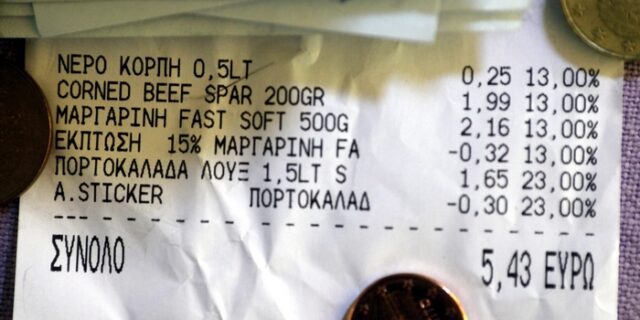 ΝΕΡΟ ΚΟΡΠΗ 0,5LT 0,25 13,00%
CORNED BEEF SPAR 200GR 1,99 13,00%
ΜΑΡΓΑΡΙΝΗ FAST SOFT 500G 2,16 13,00%
ΕΚΠΤΩΣΗ 15% ΜΑΡΓΑΡΙΝΗ FA -0,32 13,00%
ΠΟΡΤΟΚΑΛΑΔΑ ΛΟΥΞ 1,5LT S 1,65 23,00%
A.STICKER ΠΟΡΤΟΚΑΛΑΔ -0,30 23,00%
ΣΥΝΟΛΟ 5,43 ΕΥΡΩ